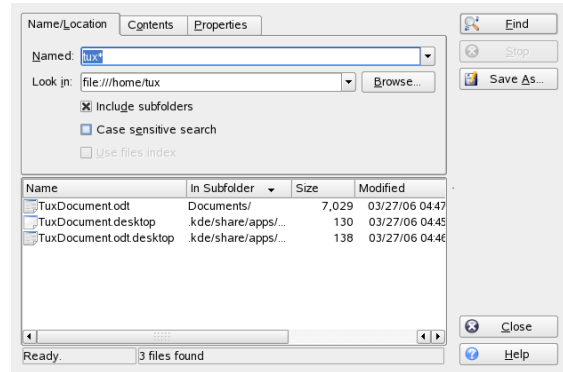 Name/Location Contents Properties
Find
Named: tux*
Stop
Look in: file:///home/tux Browse...
Save As...
Include subfolders
Case sensitive search
Use files index
Name In Subfolder Size Modified
TuxDocument.odt Documents/ 7,029 03/27/06 04:47
TuxDocument.desktop .kde/share/apps/... 130 03/27/06 04:45
TuxDocument.odt.desktop .kde/share/apps/... 138 03/27/06 04:46
Close
Ready. 3 files found
Help